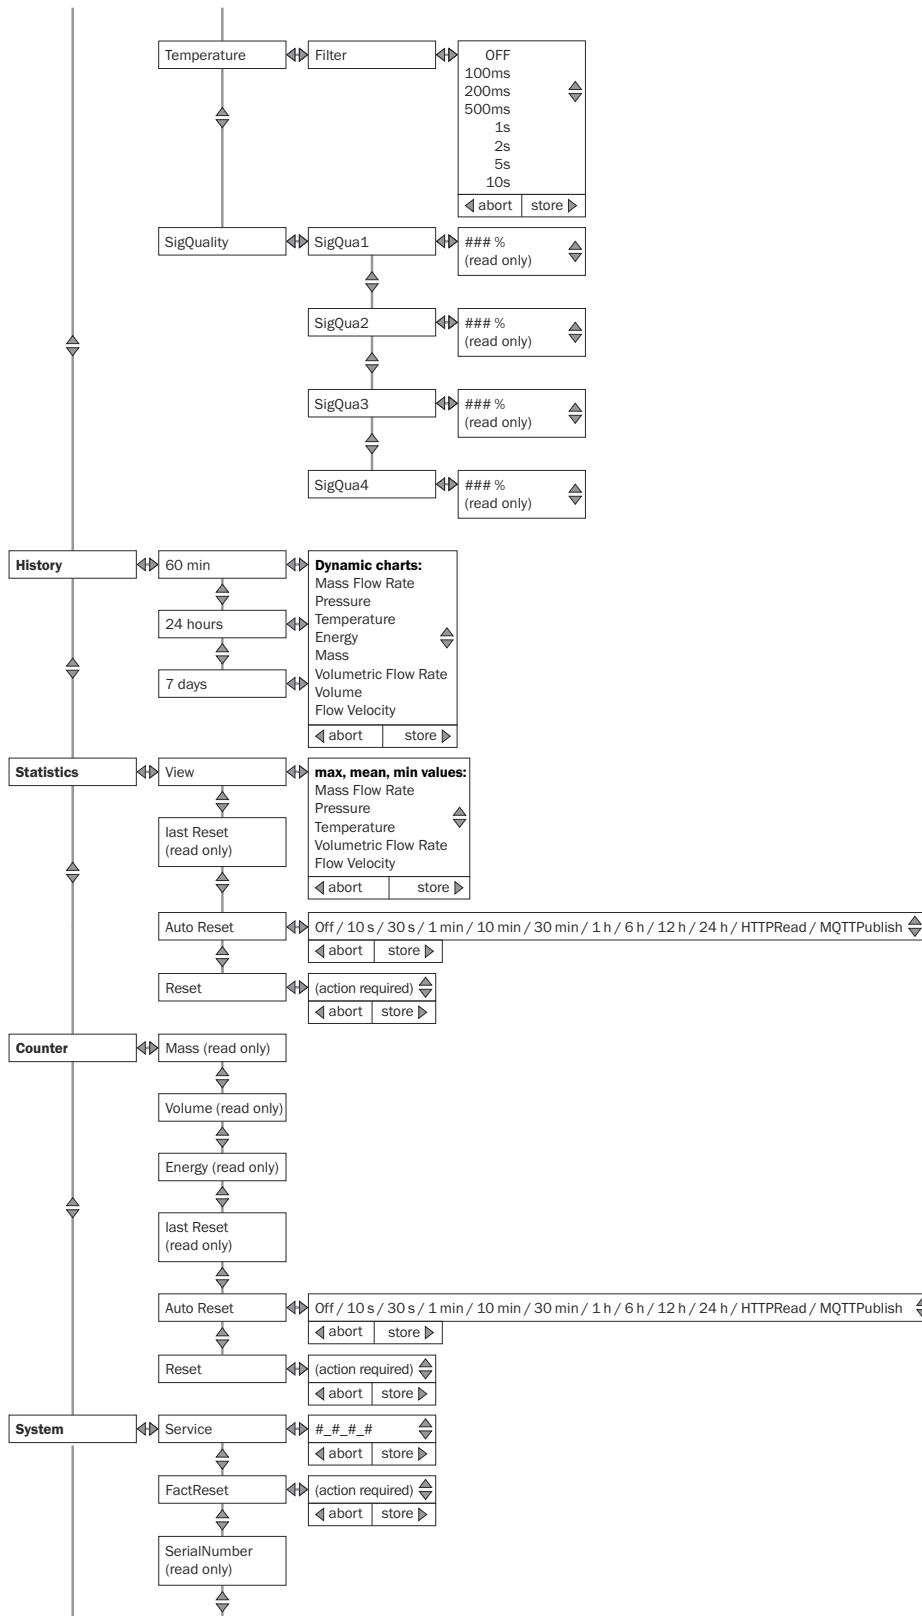 Temperature
Filter
OFF
100ms
200ms
500ms
1s
2s
5s
10s
abort store
SigQuality
SigQua1
### %
(read only)
SigQua2
### %
(read only)
SigQua3
### %
(read only)
SigQua4
### %
(read only)
History
60 min
24 hours
7 days
Dynamic charts:
Mass Flow Rate
Pressure
Temperature
Energy
Mass
Volumetric Flow Rate
Volume
Flow Velocity
abort store
Statistics
View
max, mean, min values:
Mass Flow Rate
Pressure
Temperature
Volumetric Flow Rate
Flow Velocity
abort store
last Reset
(read only)
Auto Reset
Off / 10 s / 30 s / 1 min / 10 min / 30 min / 1 h / 6 h / 12 h / 24 h / HTTPRead / MQTTPublish
abort store
Reset
(action required)
abort store
Counter
Mass (read only)
Volume (read only)
Energy (read only)
last Reset
(read only)
Auto Reset
Off / 10 s / 30 s / 1 min / 10 min / 30 min / 1 h / 6 h / 12 h / 24 h / HTTPRead / MQTTPublish
abort store
Reset
(action required)
abort store
System
Service
#_#_#_#
abort store
FactReset
(action required)
abort store
SerialNumber
(read only)